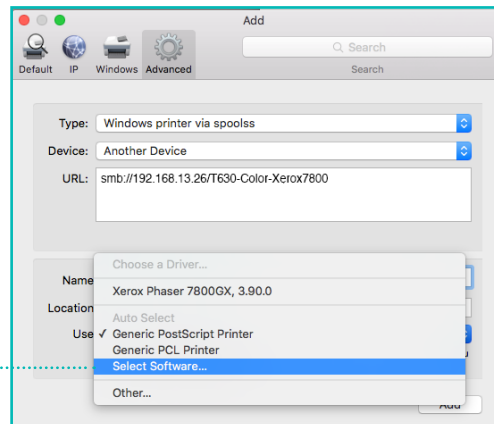 Add
Search
Default IP Windows Advanced Search
Type: Windows printer via spoolss
Device: Another Device
URL: smb://192.168.13.26/T630-Color-Xerox7800
Choose a Driver...
Name
Xerox Phaser 7800GX, 3.90.0
Location
Auto Select
Use ✓ Generic PostScript Printer
Generic PCL Printer
Select Software...
Other...
Add